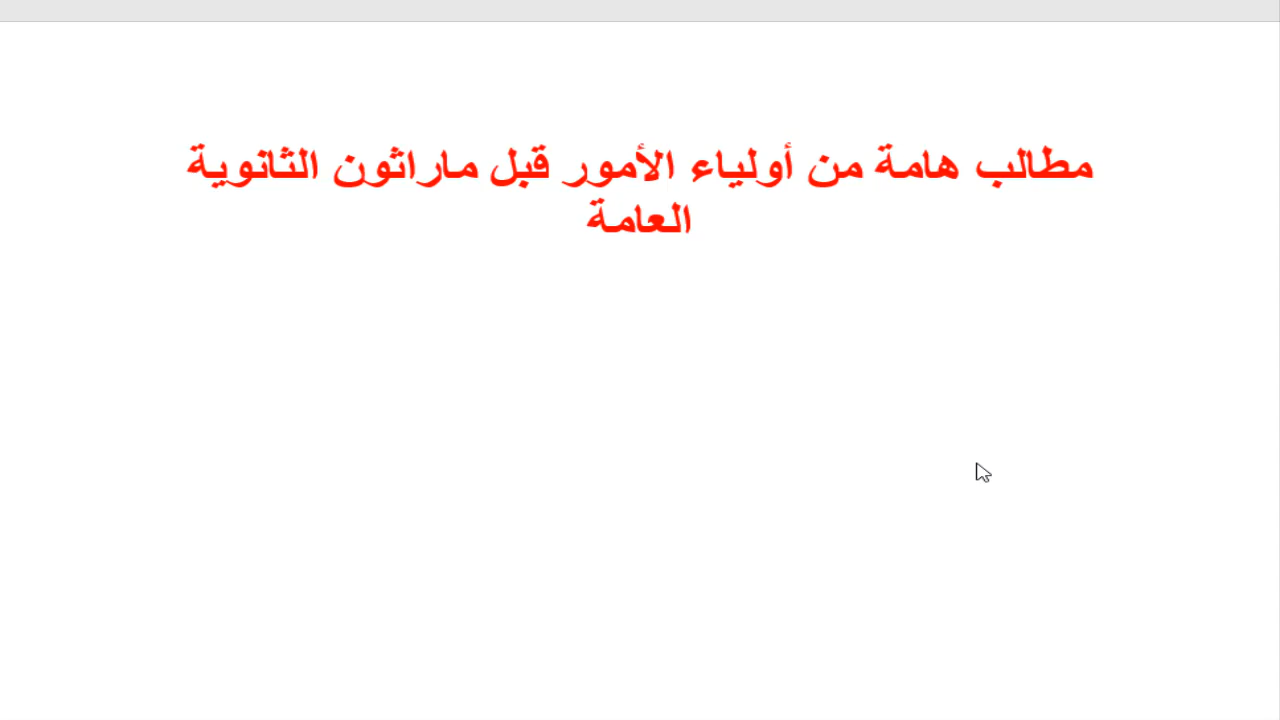 مطالب هامة من أولياء الأمور قبل ماراثون الثانوية
العامة